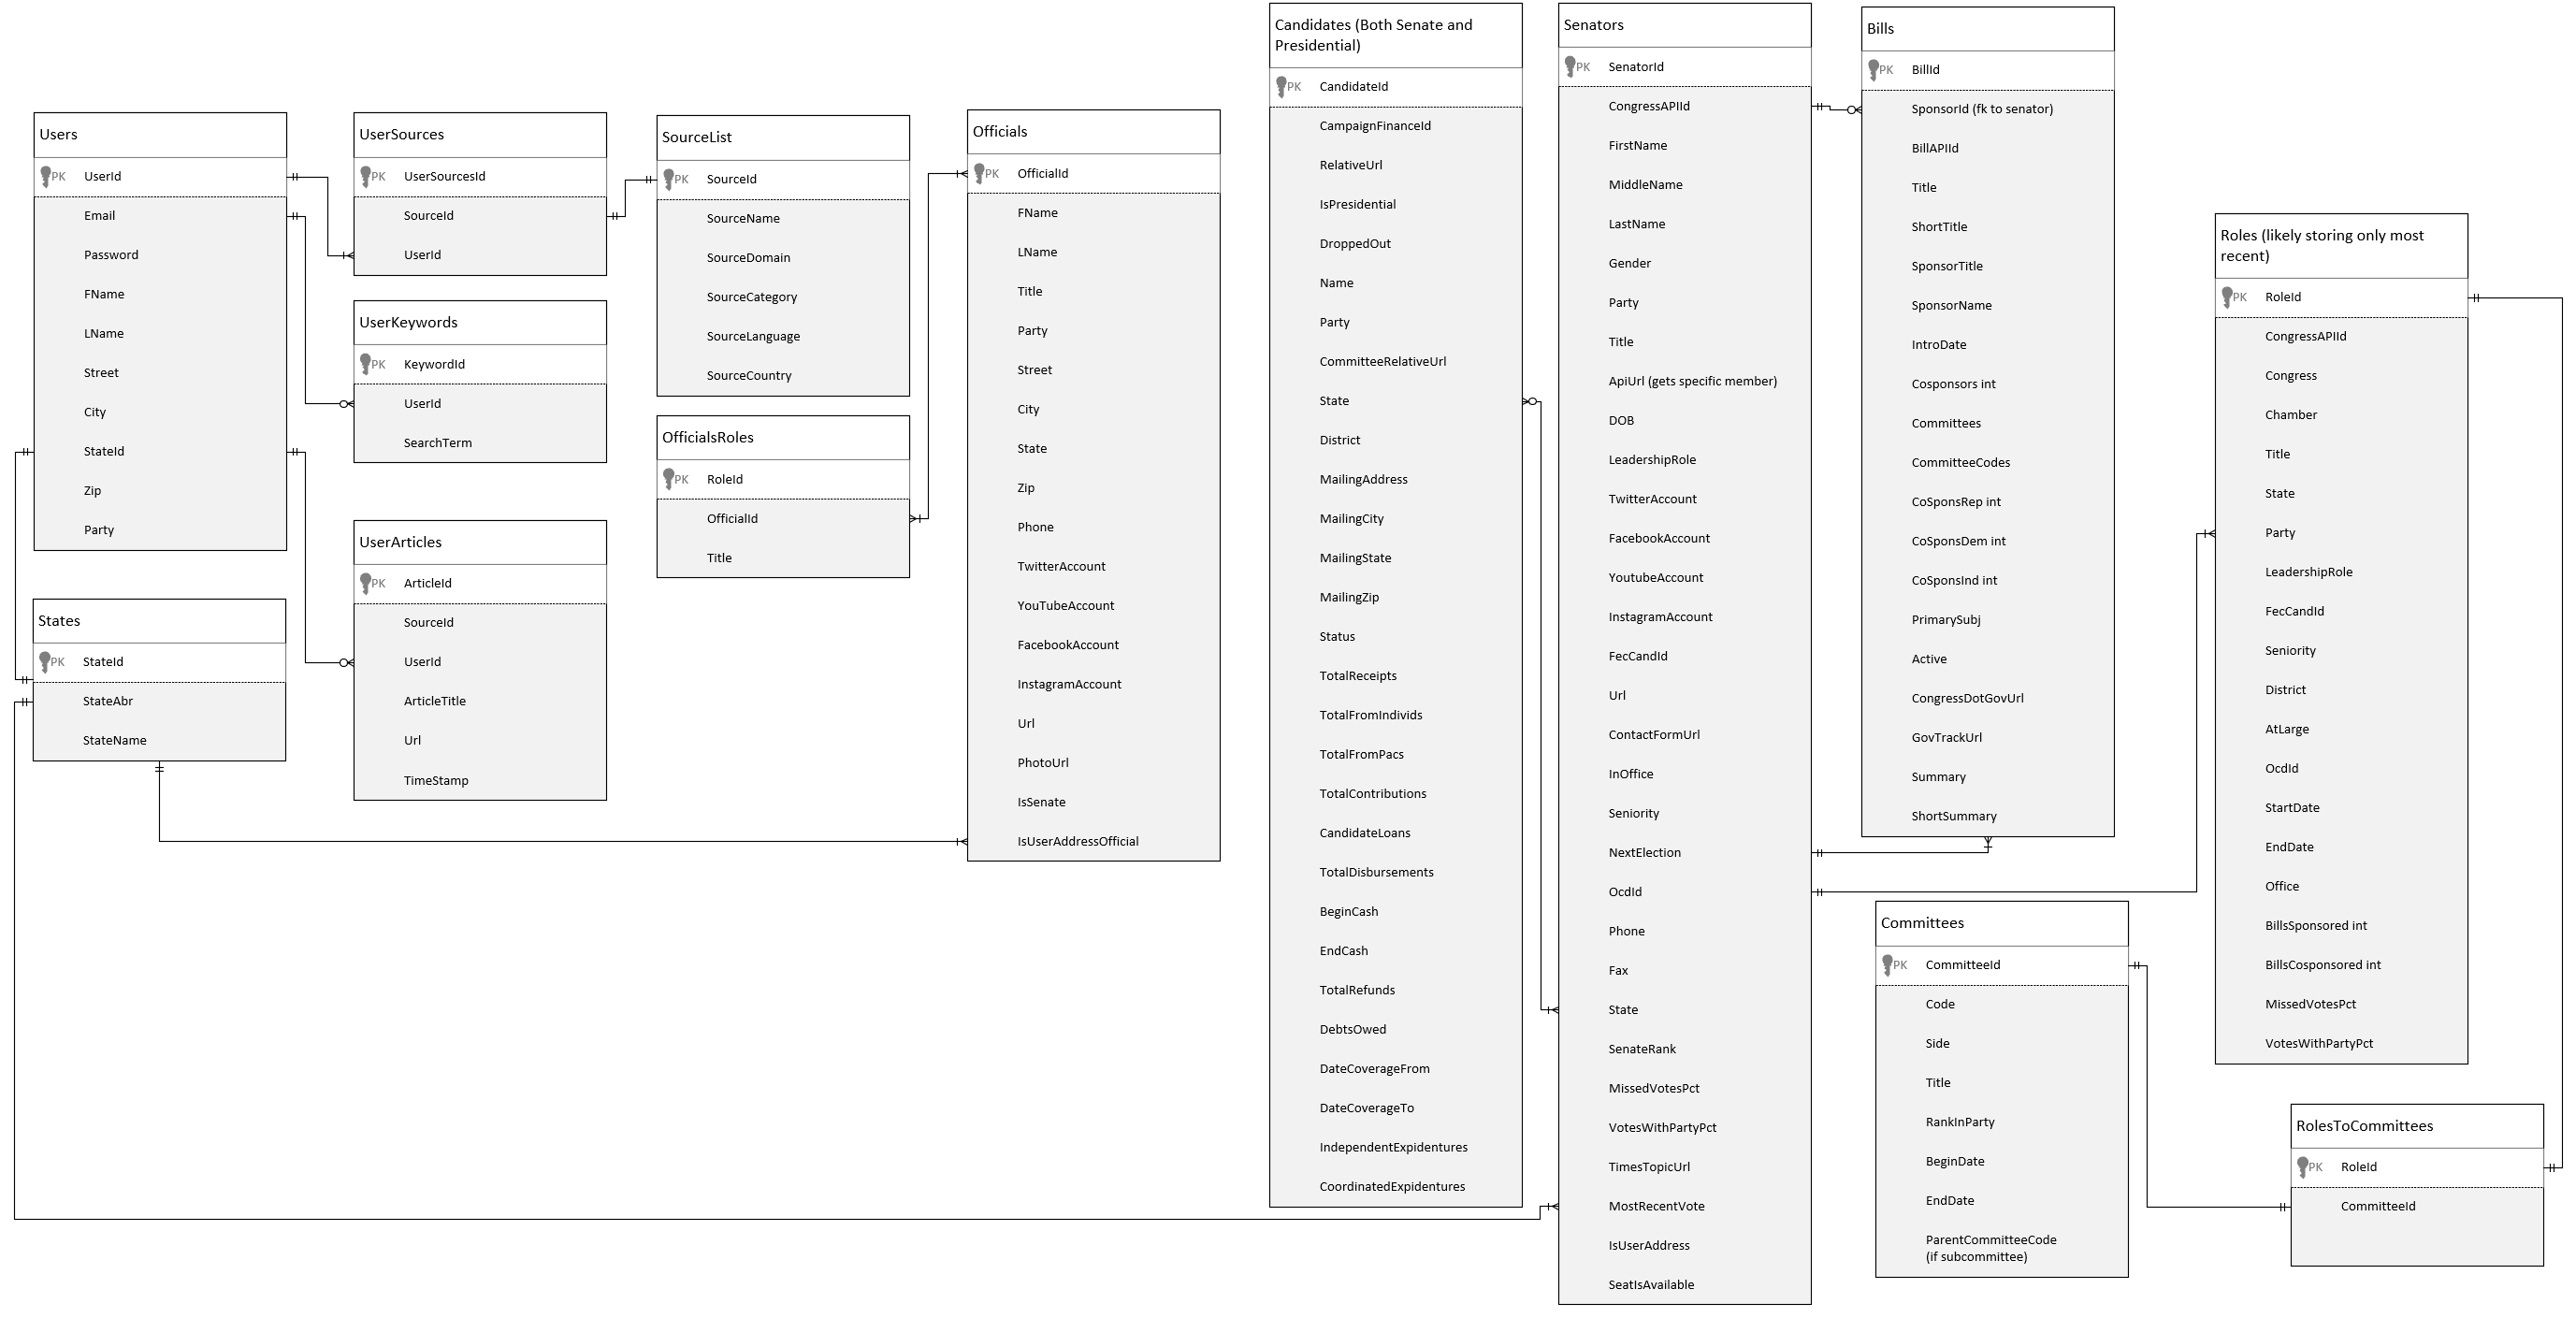 Users
PK UserId
Email
Password
FName
LName
Street
City
StateId
Zip
Party
States
PK StateId
StateAbr
StateName
UserSources
PK UserSourcesId
SourceId
UserId
UserKeywords
PK KeywordId
UserId
SearchTerm
UserArticles
PK ArticleId
SourceId
UserId
ArticleTitle
Url
TimeStamp
SourceList
PK SourceId
SourceName
SourceDomain
SourceCategory
SourceLanguage
SourceCountry
OfficialsRoles
PK RoleId
OfficialId
Title
Officials
PK OfficialId
FName
LName
Title
Party
Street
City
State
Zip
Phone
TwitterAccount
YouTubeAccount
FacebookAccount
InstagramAccount
Url
PhotoUrl
IsSenate
IsUserAddressOfficial
Candidates (Both Senate and
Presidential)
PK CandidateId
CampaignFinanceId
RelativeUrl
IsPresidential
DroppedOut
Name
Party
CommitteeRelativeUrl
State
District
MailingAddress
MailingCity
MailingState
MailingZip
Status
TotalReceipts
TotalFromIndivids
TotalFromPacs
TotalContributions
CandidateLoans
TotalDisbursements
BeginCash
EndCash
TotalRefunds
DebtsOwed
DateCoverageFrom
DateCoverageTo
IndependentExpidentures
CoordinatedExpidentures
Senators
PK SenatorId
CongressAPIId
FirstName
MiddleName
LastName
Gender
Party
Title
ApiUrl (gets specific member)
DOB
LeadershipRole
TwitterAccount
FacebookAccount
YoutubeAccount
InstagramAccount
FecCandId
Url
ContactFormUrl
InOffice
Seniority
NextElection
OcdId
Phone
Fax
State
SenateRank
MissedVotesPct
VotesWithPartyPct
TimesTopicUrl
MostRecentVote
IsUserAddress
SeatIsAvailable
Bills
PK BillId
SponsorId (fk to senator)
BillAPIId
Title
ShortTitle
SponsorTitle
SponsorName
IntroDate
Cosponsors int
Committees
CommitteeCodes
CoSponsRep int
CoSponsDem int
CoSponsInd int
PrimarySubj
Active
CongressDotGovUrl
GovTrackUrl
Summary
ShortSummary
Committees
PK CommitteeId
Code
Side
Title
RankInParty
BeginDate
EndDate
ParentCommitteeCode
(if subcommittee)
Roles (likely storing only most
recent)
PK RoleId
CongressAPIId
Congress
Chamber
Title
State
Party
LeadershipRole
FecCandId
Seniority
District
AtLarge
OcdId
StartDate
EndDate
Office
BillsSponsored int
BillsCosponsored int
MissedVotesPct
VotesWithPartyPct
RolesToCommittees
PK RoleId
CommitteeId